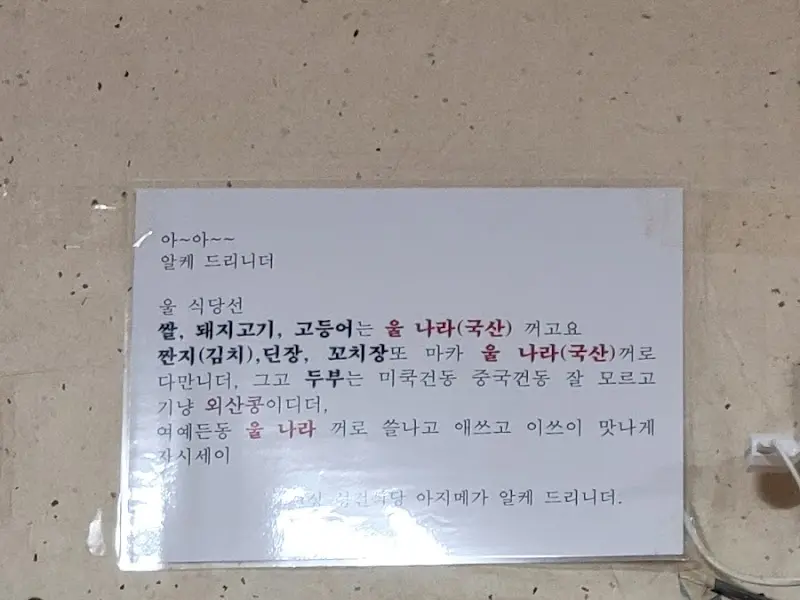 아~아~~
알케 드리니더
울 식당선
쌀, 돼지고기, 고등어는 울 나라(국산) 꺼고요
짠지(김치),딘장, 꼬치장또 마카 울 나라(국산)꺼로
다만니더, 그고 두부는 미쿡건동 중국껀동 잘 모르고
기냥 외산콩이디더,
여예든동 울 나라 꺼로 쓸나고 애쓰고 이쓰이 맛나게
자시세이
식당 아지메가 알케 드리니더.